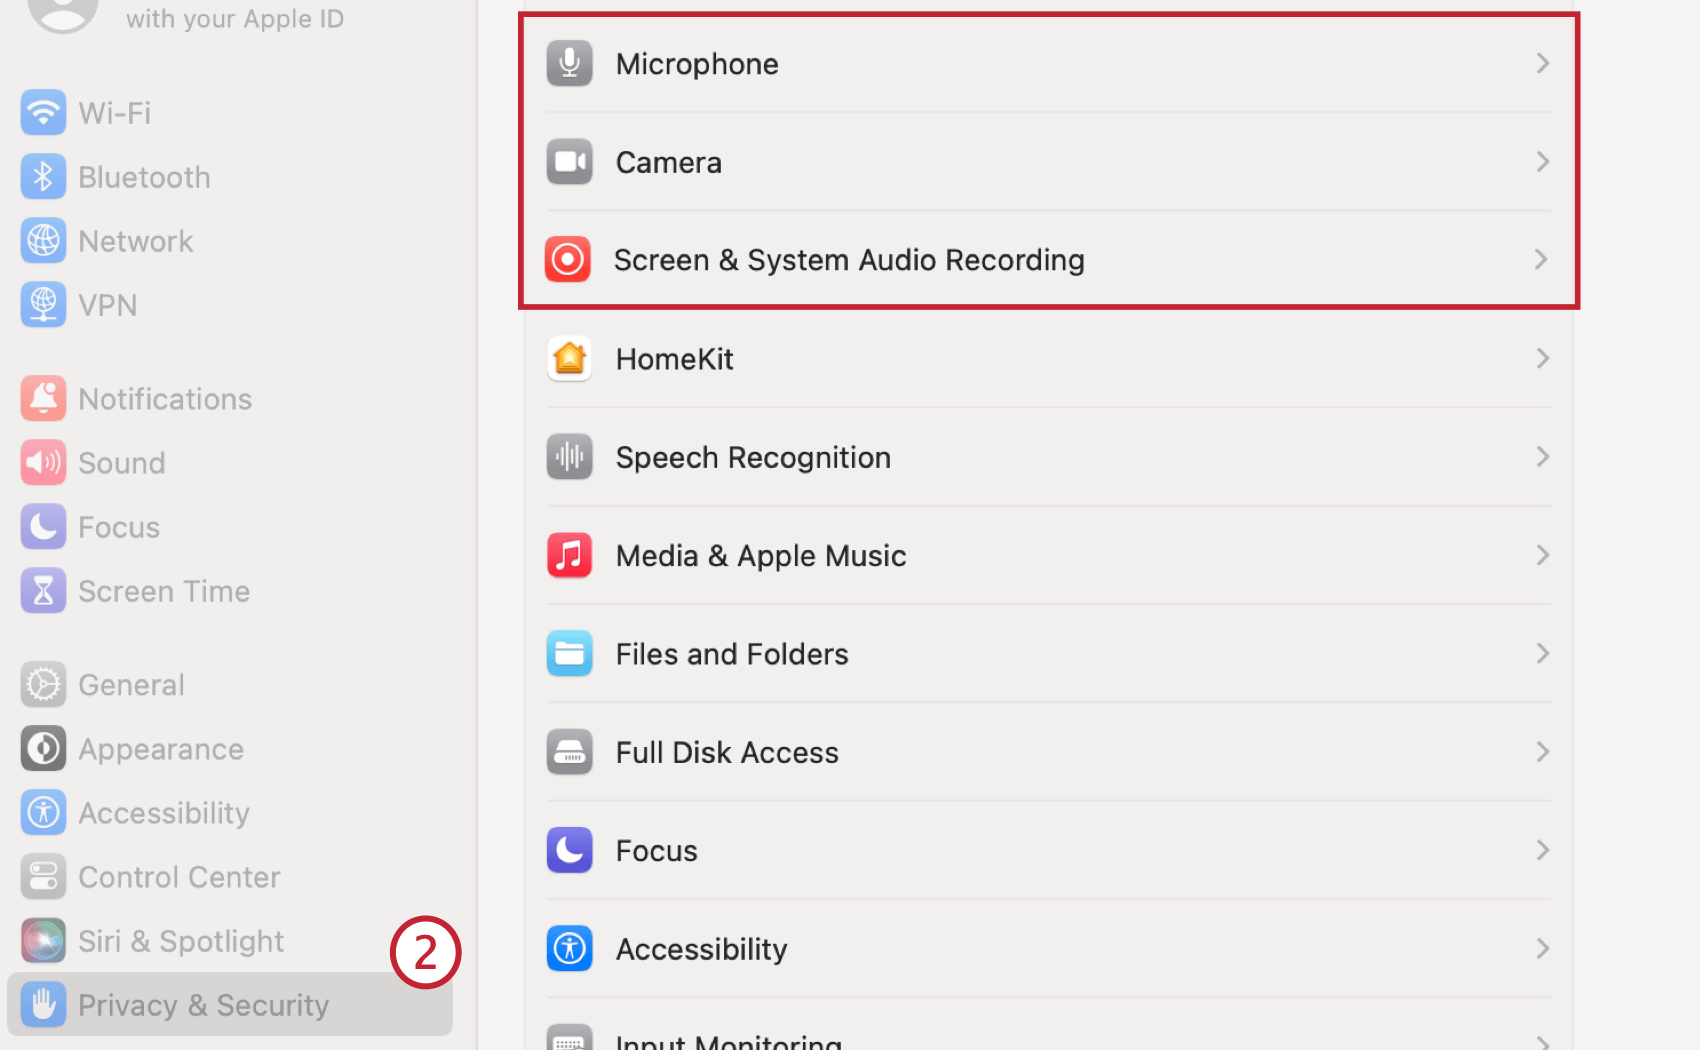 with your Apple ID
Wi-Fi
Bluetooth
Network
VPN
Notifications
Sound
Focus
Screen Time
General
Appearance
Accessibility
Control Center
Siri & Spotlight
2
Privacy & Security
Microphone
Camera
Screen & System Audio Recording
HomeKit
Speech Recognition
Media & Apple Music
Files and Folders
Full Disk Access
Focus
Accessibility
Input Monitoring